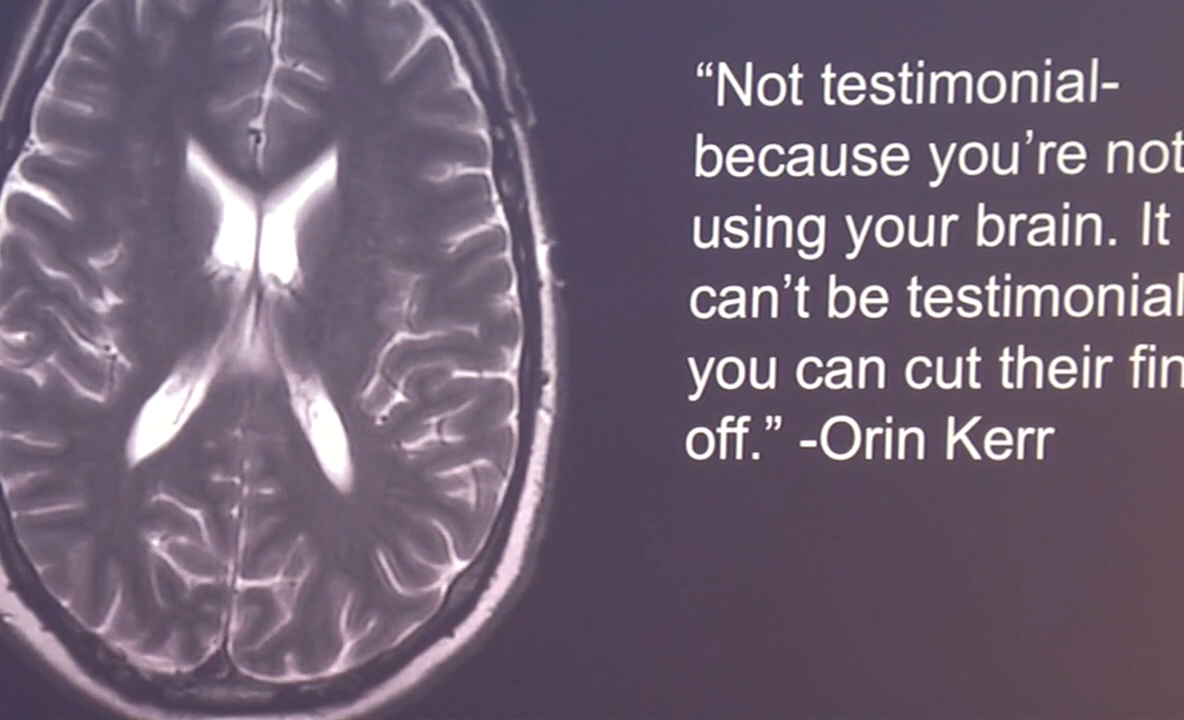 “Not testimonial-
because you’re not
using your brain. It
can’t be testimonial
you can cut their
off.” -Orin Kerr